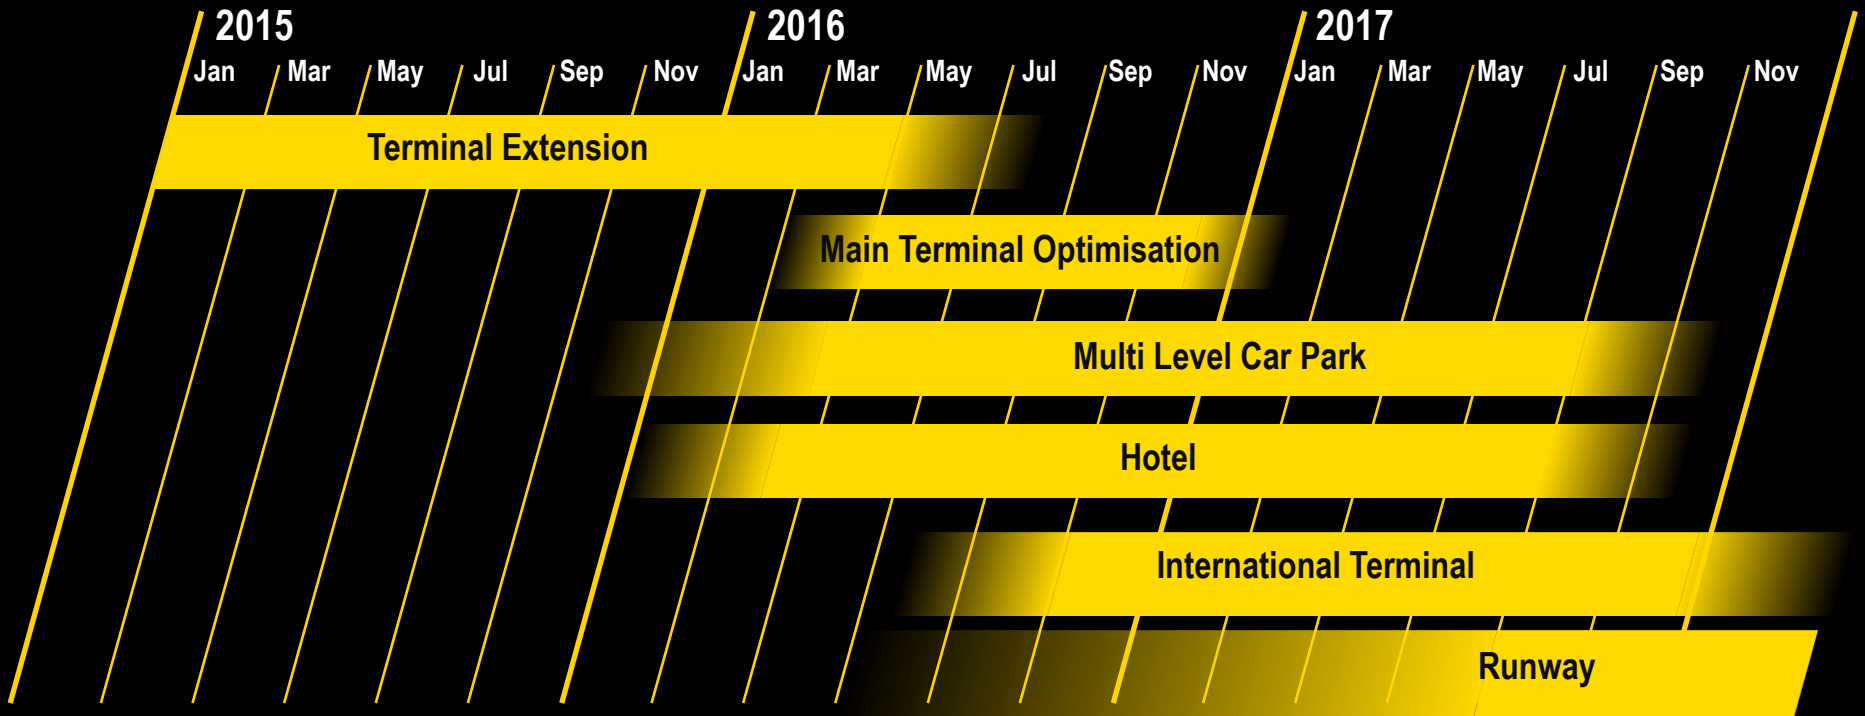 2015 2016 2017
Jan Mar May Jul Sep Nov Jan Mar May Jul Sep Nov Jan Mar May Jul Sep Nov
Terminal Extension
Main Terminal Optimisation
Multi Level Car Park
Hotel
International Terminal
Runway